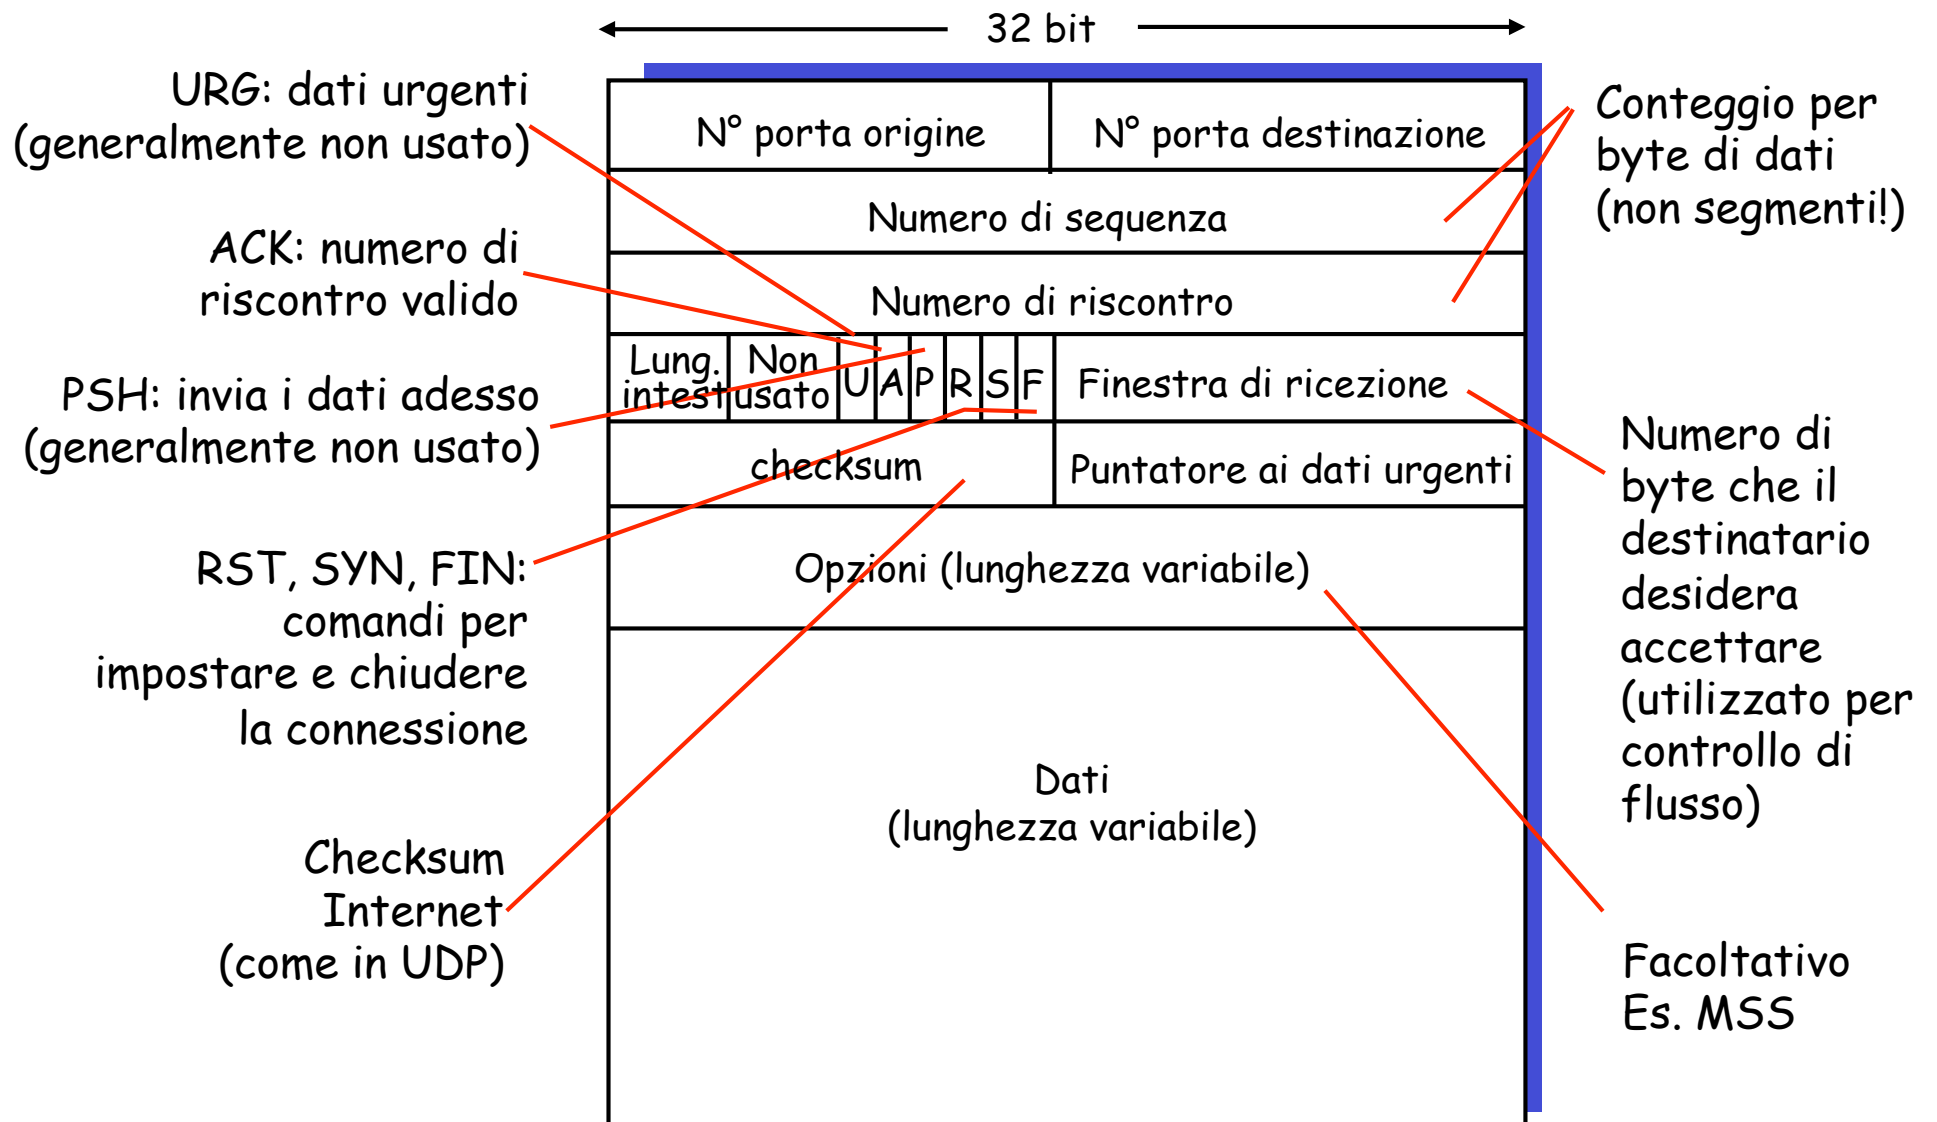 32 bit
URG: dati urgenti
(generalmente non usato)
ACK: numero di
riscontro valido
PSH: invia i dati adesso
(generalmente non usato)
RST, SYN, FIN:
comandi per
impostare e chiudere
la connessione
Checksum
Internet
(come in UDP)
N° porta origine
N° porta destinazione
Numero di sequenza
Numero di riscontro
Lung.
intest
Non
usato
U A P R S F
Finestra di ricezione
checksum
Puntatore ai dati urgenti
Opzioni (lunghezza variabile)
Dati
(lunghezza variabile)
Conteggio per
byte di dati
(non segmenti!)
Numero di
byte che il
destinatario
desidera
accettare
(utilizzato per
controllo di
flusso)
Facoltativo
Es. MSS